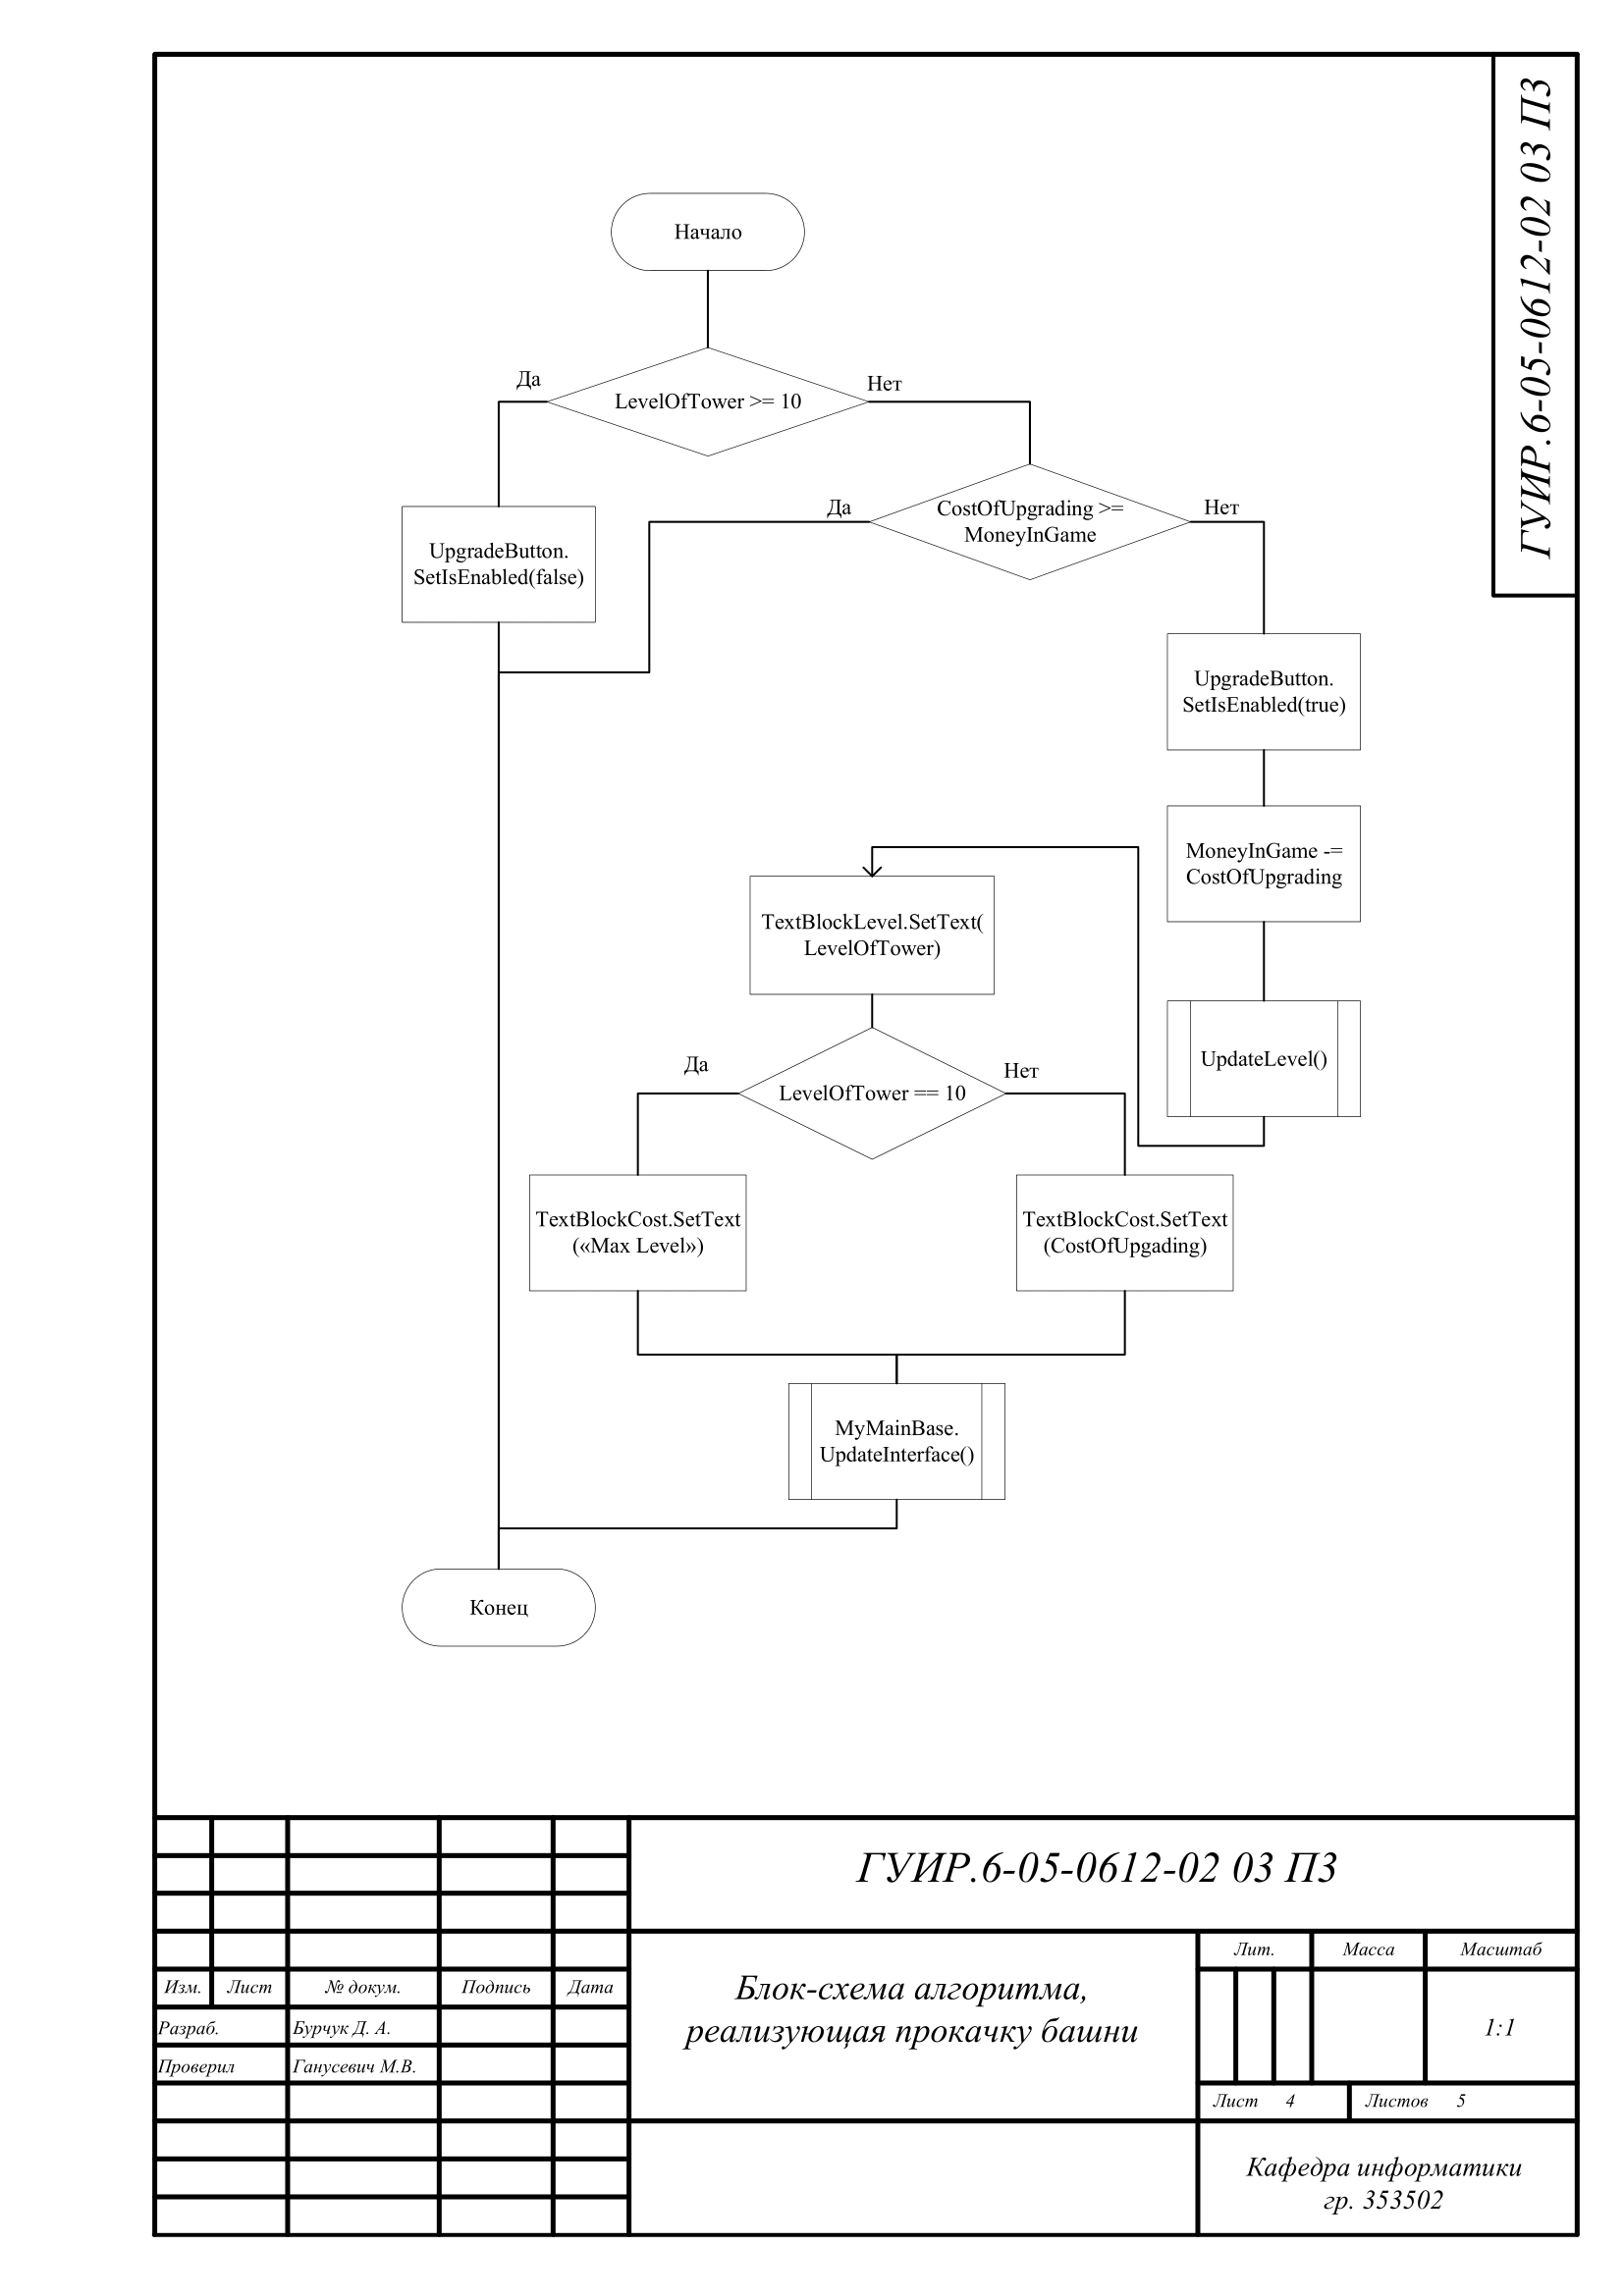 ГУИР.6-05-0612-02 03 ПЗ
Начало
Да
Нет
LevelOfTower >= 10
Да
Нет
CostOfUpgrading >=
MoneyInGame
UpgradeButton.
SetIsEnabled(false)
UpgradeButton.
SetIsEnabled(true)
MoneyInGame -=
CostOfUpgrading
TextBlockLevel.SetText(
LevelOfTower)
UpdateLevel()
Да
Нет
LevelOfTower == 10
TextBlockCost.SetText
(«Max Level»)
TextBlockCost.SetText
(CostOfUpgading)
MyMainBase.
UpdateInterface()
Конец
ГУИР.6-05-0612-02 03 ПЗ
Изм. Лист № докум. Подпись Дата
Разраб. Бурчук Д. А.
Проверил Ганусевич М.В.
Блок-схема алгоритма,
реализующая прокачку башни
Лит. Масса Масштаб
1:1
Лист 4 Листов 5
Кафедра информатики
гр. 353502